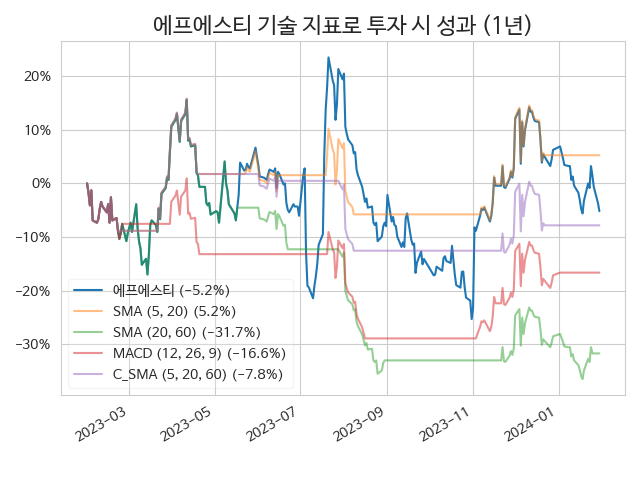 에프에스티 기술 지표로 투자 시 성과 (1년)
20%
10%
0%
−10%
−20%
−30%
에프에스티 (−5.2%)
SMA (5, 20) (5.2%)
SMA (20, 60) (−31.7%)
MACD (12, 26, 9) (−16.6%)
C_SMA (5, 20, 60) (−7.8%)
2023−03
2023−05
2023−07
2023−09
2023−11
2024−01